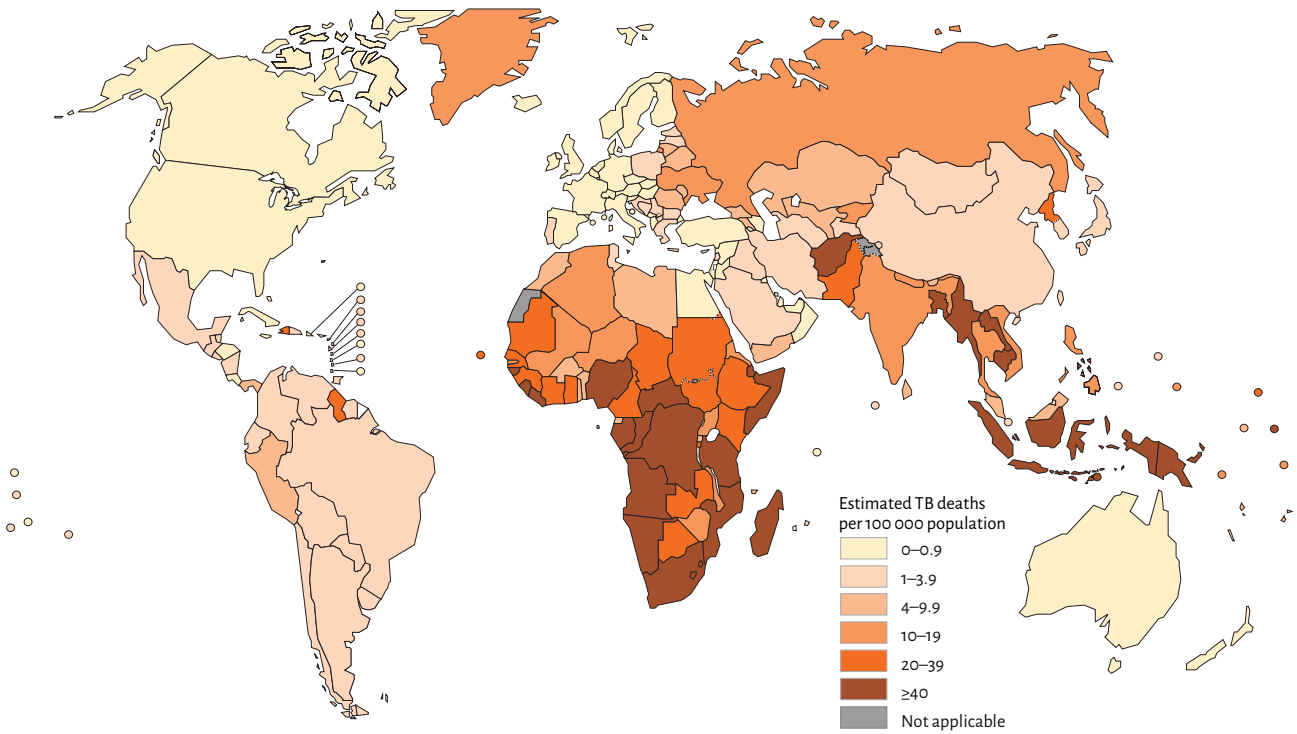 Estimated TB deaths
per 100 000 population
0–0.9
1–3.9
4–9.9
10–19
20–39
≥40
Not applicable